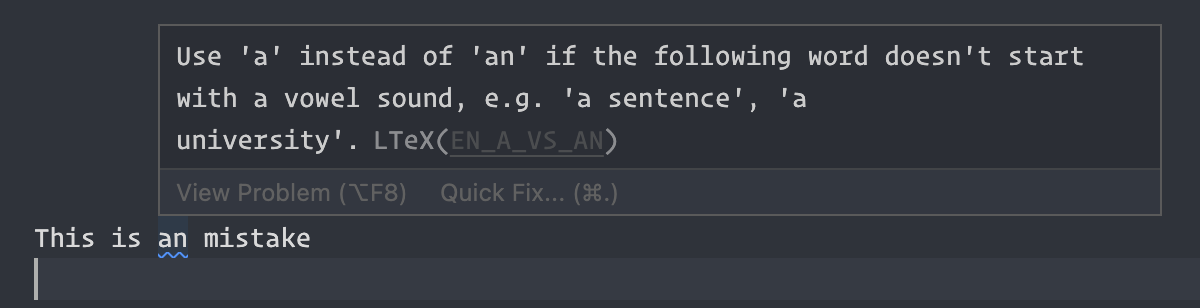 Use 'a' instead of 'an' if the following word doesn't start
with a vowel sound, e.g. 'a sentence', 'a
university'. LTeX(EN_A_VS_AN)
View Problem (⌥F8) Quick Fix... (⌘.)
This is an mistake